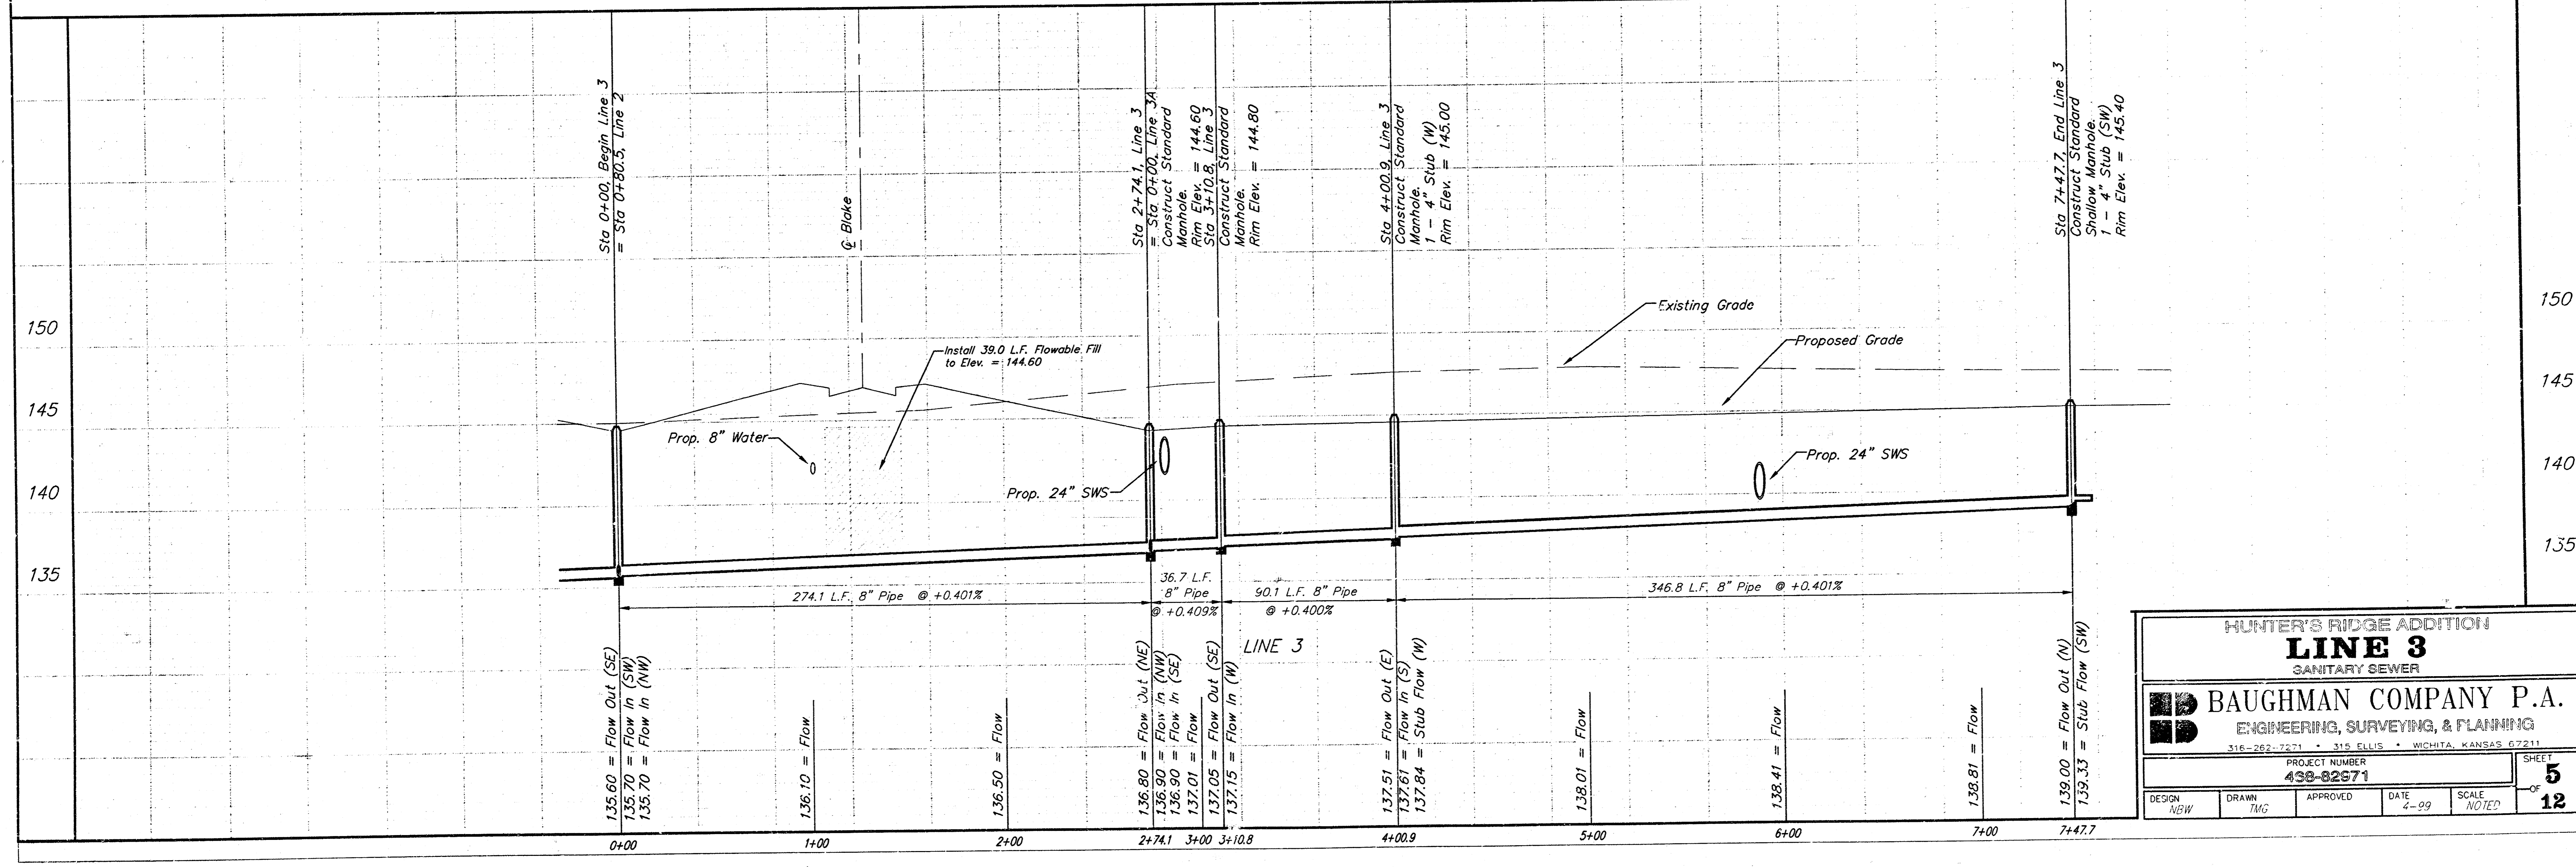 Sta 0+00, Begin Line 3
= Sta 0+80.5, Line 2
℄ Blake
Sta 2+74.1, Line 3
= Sta. 0+00, Line 3A
Construct Standard
Manhole.
Rim Elev. = 144.60
Sta 3+10.8, Line 3
Construct Standard
Manhole.
Rim Elev. = 144.80
Sta 4+00.9, Line 3
Construct Standard
Manhole.
1 - 4" Stub (W)
Rim Elev. = 145.00
Sta 7+47.7, End Line 3
Construct Standard
Shallow Manhole.
1 - 4" Stub (SW)
Rim Elev. = 145.40
150
145
140
135
150
145
140
135
Existing Grade
Proposed Grade
Install 39.0 L.F. Flowable Fill
to Elev. = 144.60
Prop. 8" Water
Prop. 24" SWS
Prop. 24" SWS
274.1 L.F. 8" Pipe @ +0.401%
36.7 L.F.
8" Pipe
@ +0.409%
90.1 L.F. 8" Pipe
@ +0.400%
346.8 L.F. 8" Pipe @ +0.401%
LINE 3
135.60 = Flow Out (SE)
135.70 = Flow In (SW)
135.70 = Flow In (NW)
136.10 = Flow
136.50 = Flow
136.80 = Flow Out (NE)
136.90 = Flow In (NW)
136.90 = Flow In (SE)
137.01 = Flow
137.05 = Flow Out (SE)
137.15 = Flow In (W)
137.51 = Flow Out (E)
137.61 = Flow In (S)
137.84 = Stub Flow (W)
138.01 = Flow
138.41 = Flow
138.81 = Flow
139.00 = Flow Out (N)
139.33 = Stub Flow (SW)
0+00
1+00
2+00
2+74.1
3+00
3+10.8
4+00.9
5+00
6+00
7+00
7+47.7
HUNTER'S RIDGE ADDITION
LINE 3
SANITARY SEWER
BAUGHMAN COMPANY P.A.
ENGINEERING, SURVEYING, & PLANNING
316-262-7271 • 315 ELLIS • WICHITA, KANSAS 67211
PROJECT NUMBER
438-82971
SHEET
5
OF
12
DESIGN
NBW
DRAWN
TMG
APPROVED
DATE
4-99
SCALE
NOTED